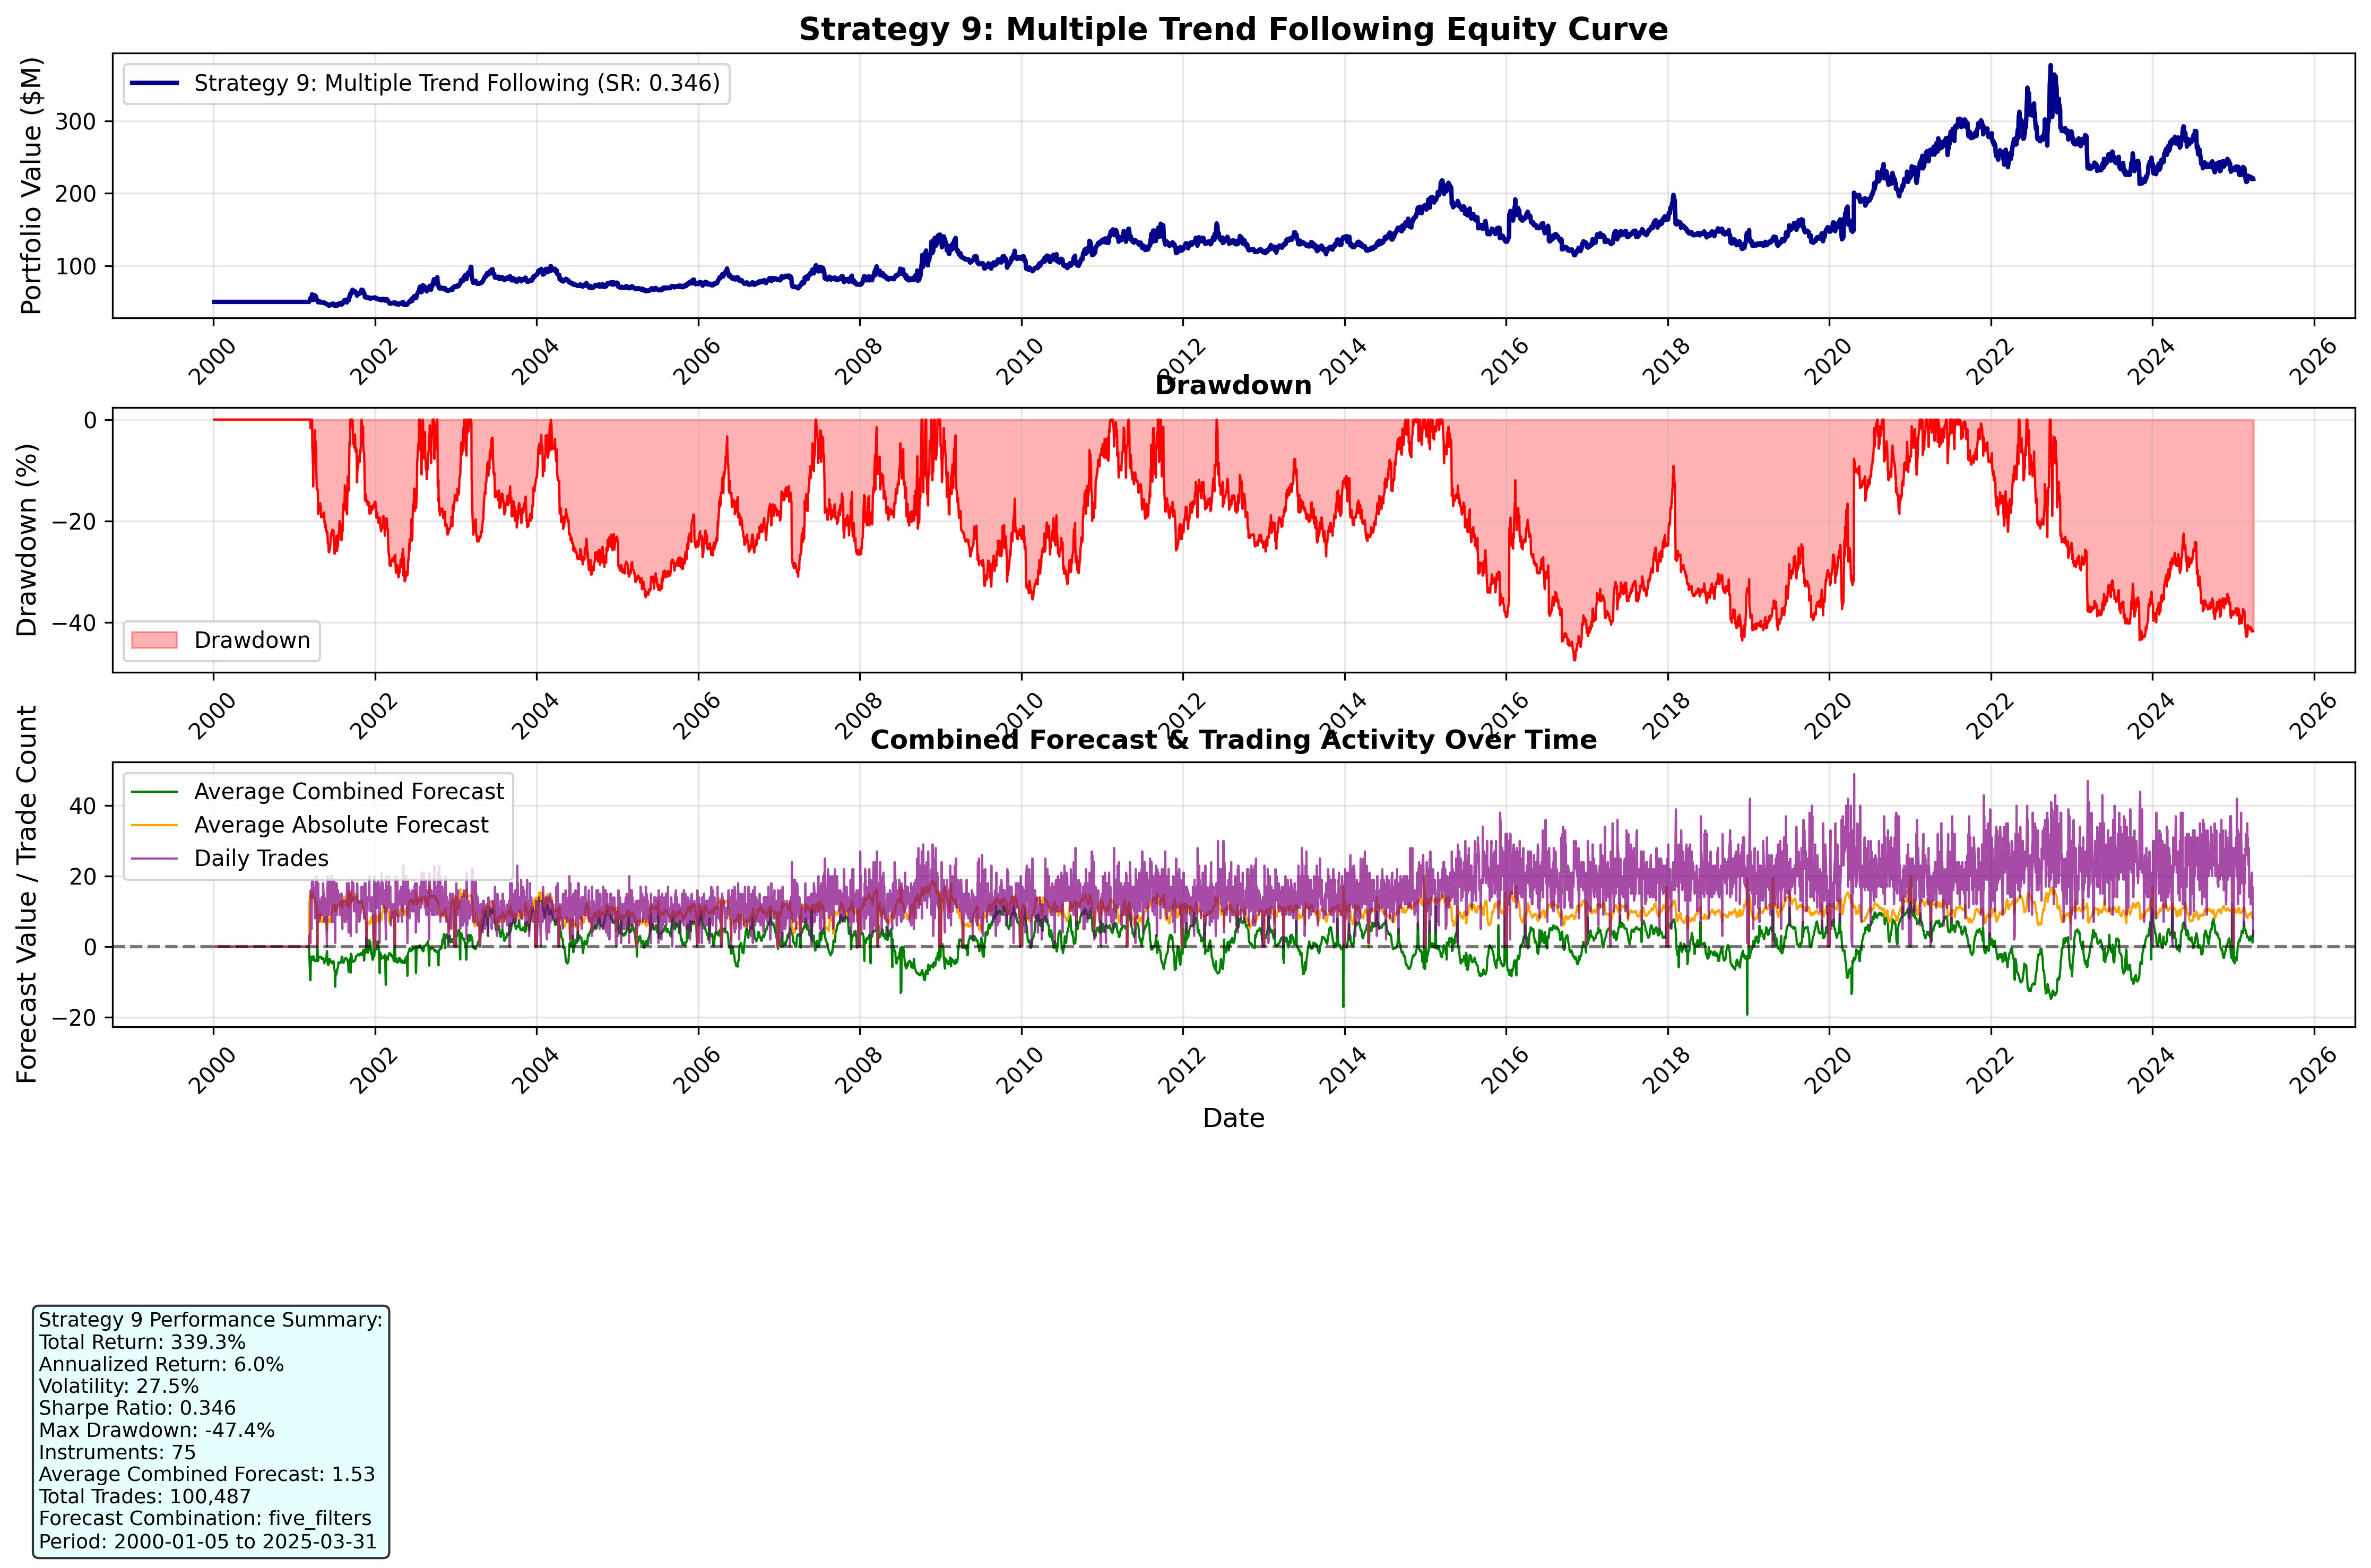 Strategy 9: Multiple Trend Following Equity Curve
Portfolio Value ($M)
Strategy 9: Multiple Trend Following (SR: 0.346)
300
200
100
2000 2002 2004 2006 2008 2010 2012 2014 2016 2018 2020 2022 2024 2026
Drawdown
Drawdown (%)
0
−20
−40
Drawdown
2000 2002 2004 2006 2008 2010 2012 2014 2016 2018 2020 2022 2024 2026
Combined Forecast & Trading Activity Over Time
Forecast Value / Trade Count
Average Combined Forecast
Average Absolute Forecast
Daily Trades
40
20
0
−20
2000 2002 2004 2006 2008 2010 2012 2014 2016 2018 2020 2022 2024 2026
Date
Strategy 9 Performance Summary:
Total Return: 339.3%
Annualized Return: 6.0%
Volatility: 27.5%
Sharpe Ratio: 0.346
Max Drawdown: -47.4%
Instruments: 75
Average Combined Forecast: 1.53
Total Trades: 100,487
Forecast Combination: five_filters
Period: 2000-01-05 to 2025-03-31